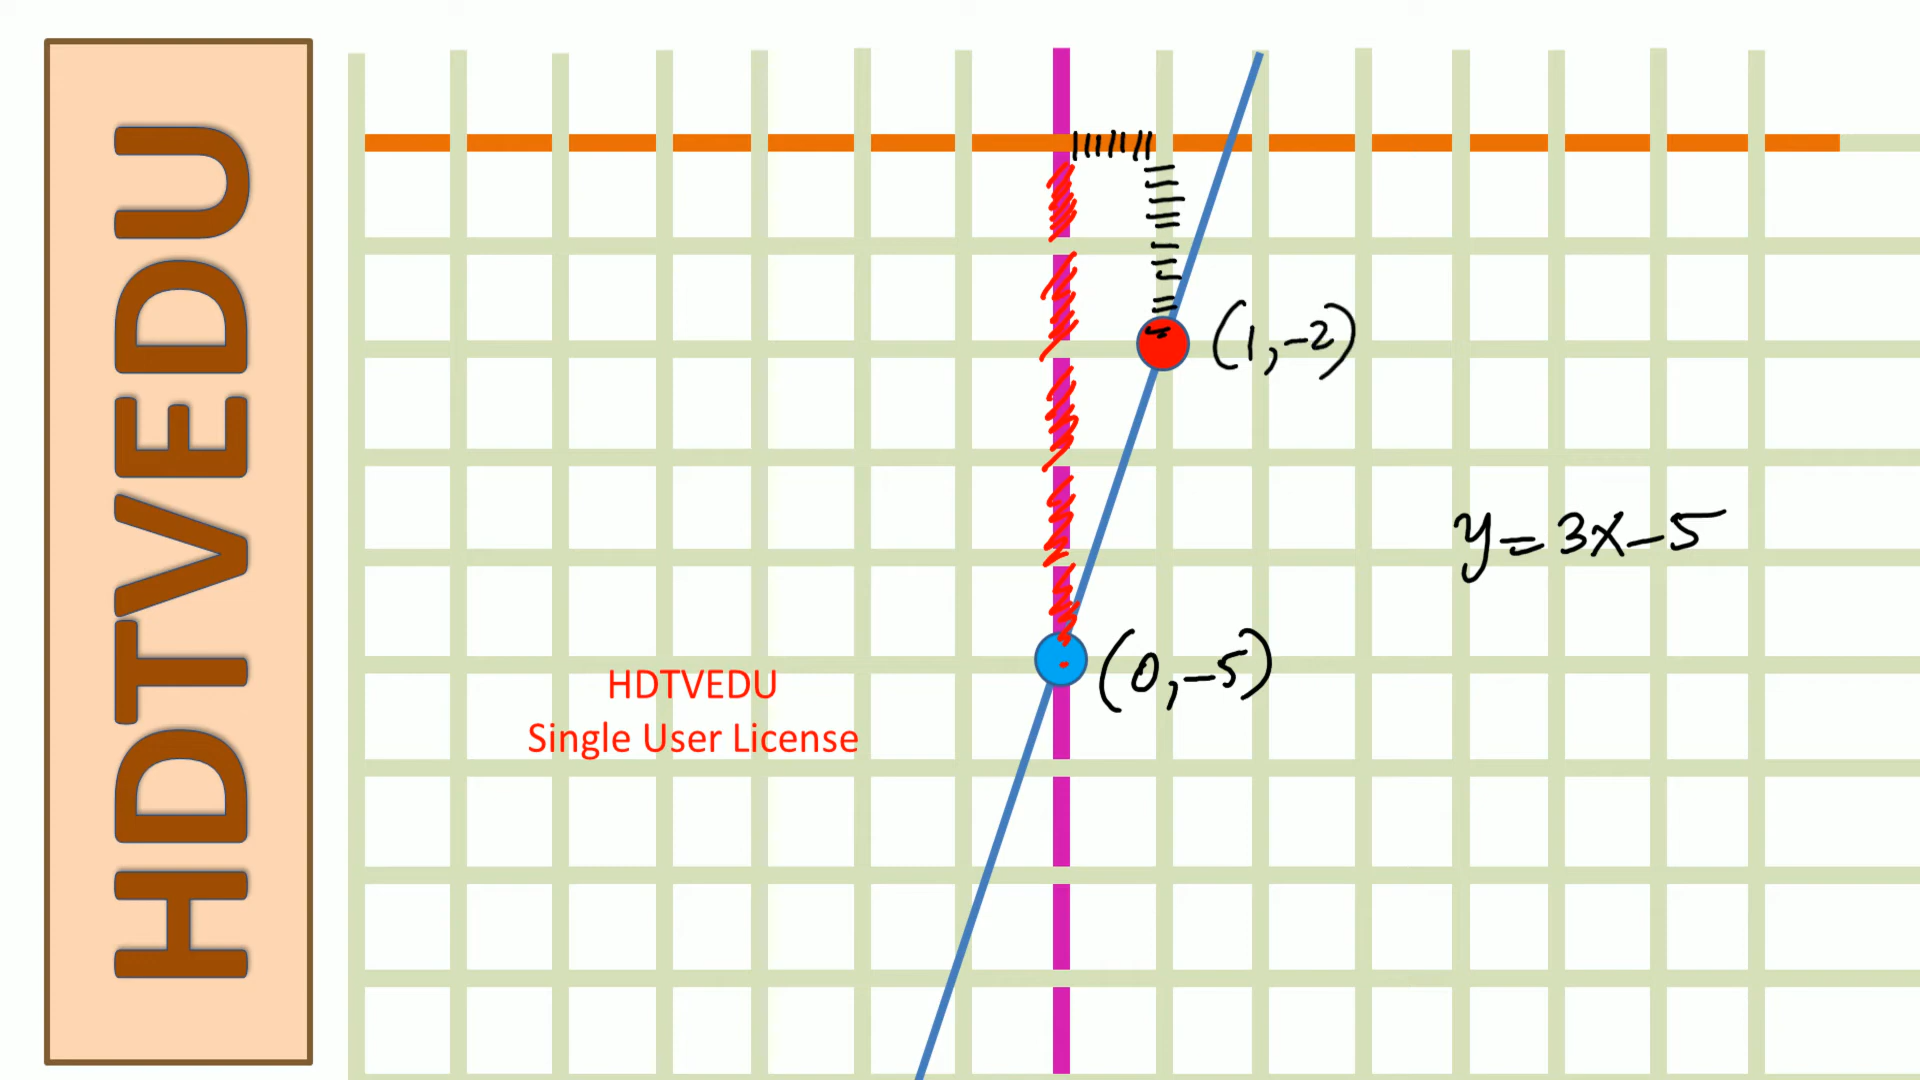 HDTVEDU
(1,-2)
y=3x-5
(0,-5)
HDTVEDU
Single User License